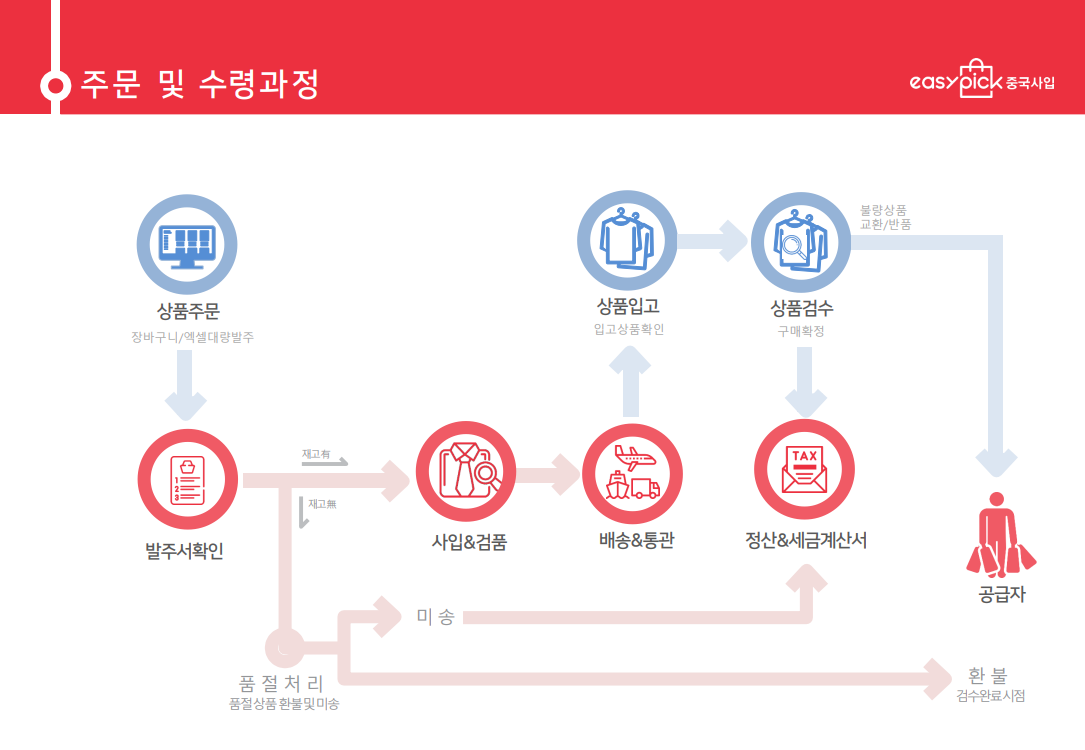 주문 및 수령과정
easypick 중국사입
불량상품
교환/반품
상품주문
장바구니/엑셀대량발주
상품입고
입고상품확인
상품검수
구매확정
재고有
재고無
1
2
3
TAX
발주서확인
사입&검품
배송&통관
정산&세금계산서
공급자
미송
품절처리
품절상품 환불및미송
환불
검수완료시점